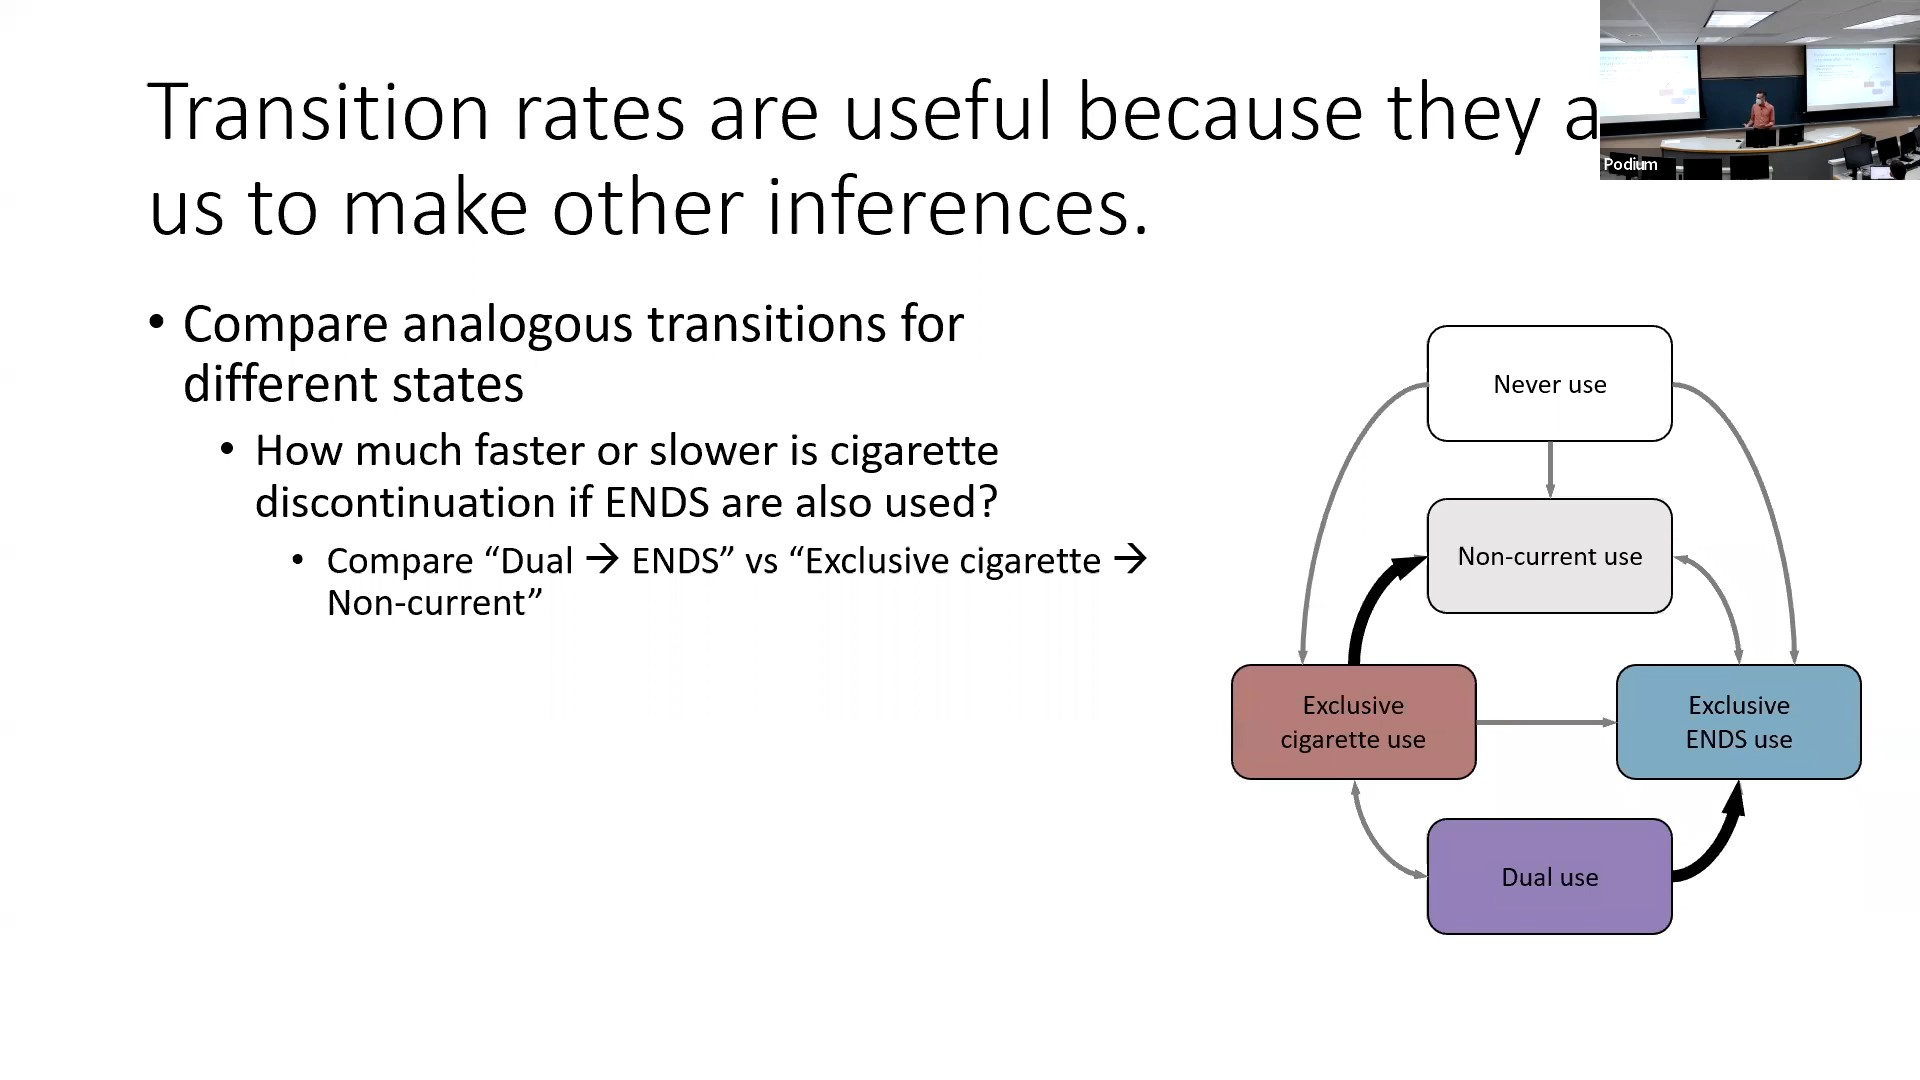 Transition rates are useful because they a
us to make other inferences.
Podium
• Compare analogous transitions for
different states
• How much faster or slower is cigarette
discontinuation if ENDS are also used?
• Compare “Dual → ENDS” vs “Exclusive cigarette →
Non-current”
Never use
Non-current use
Exclusive
cigarette use
Exclusive
ENDS use
Dual use